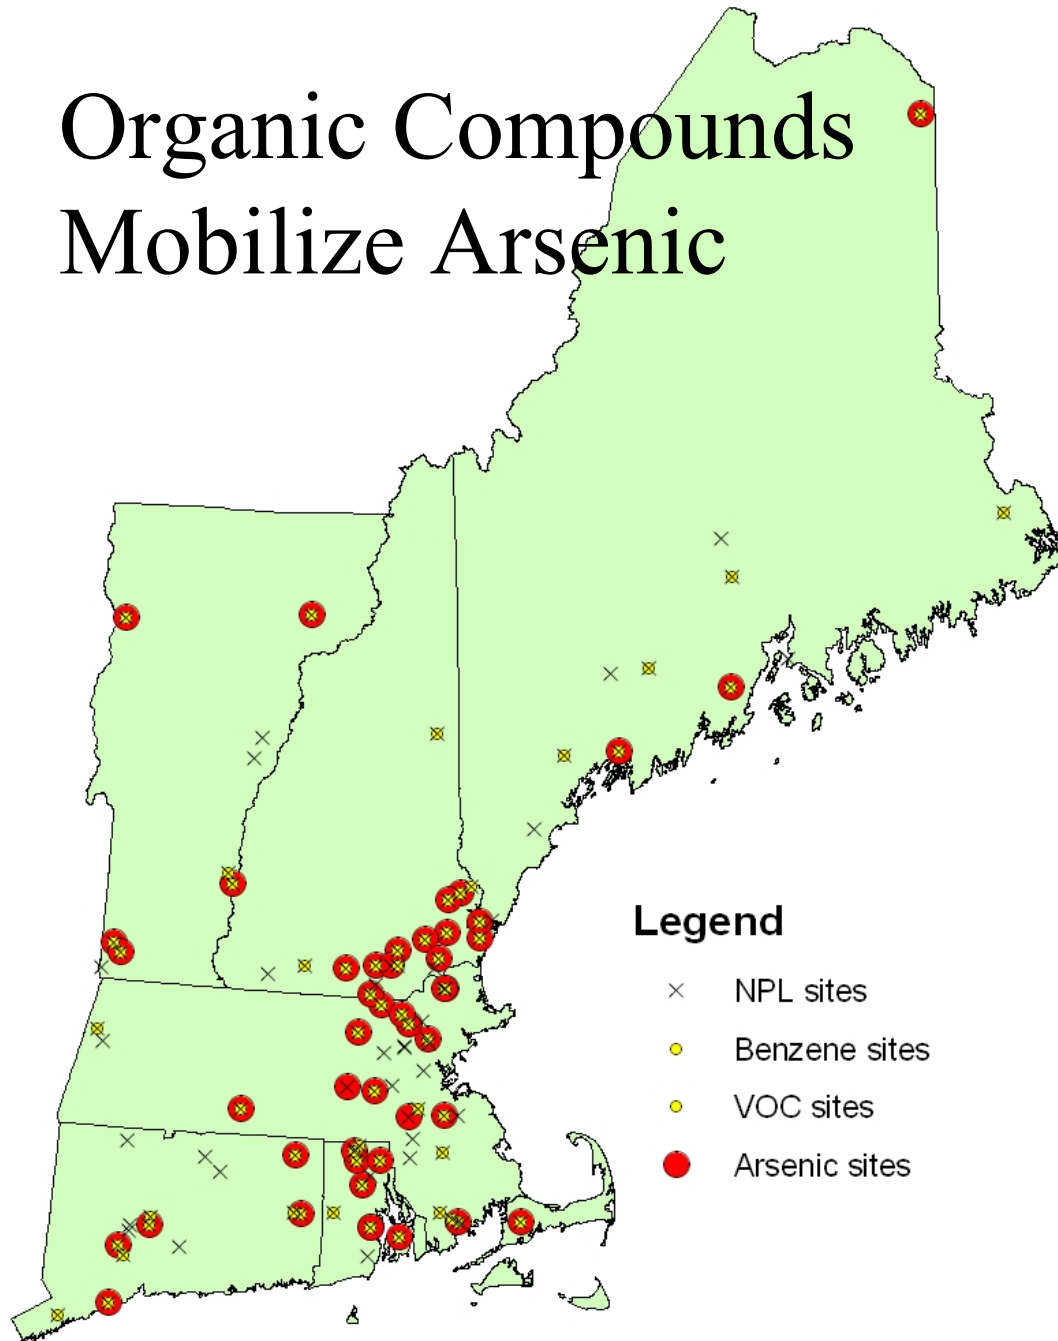 Organic Compounds
Mobilize Arsenic
Legend
NPL sites
Benzene sites
VOC sites
Arsenic sites